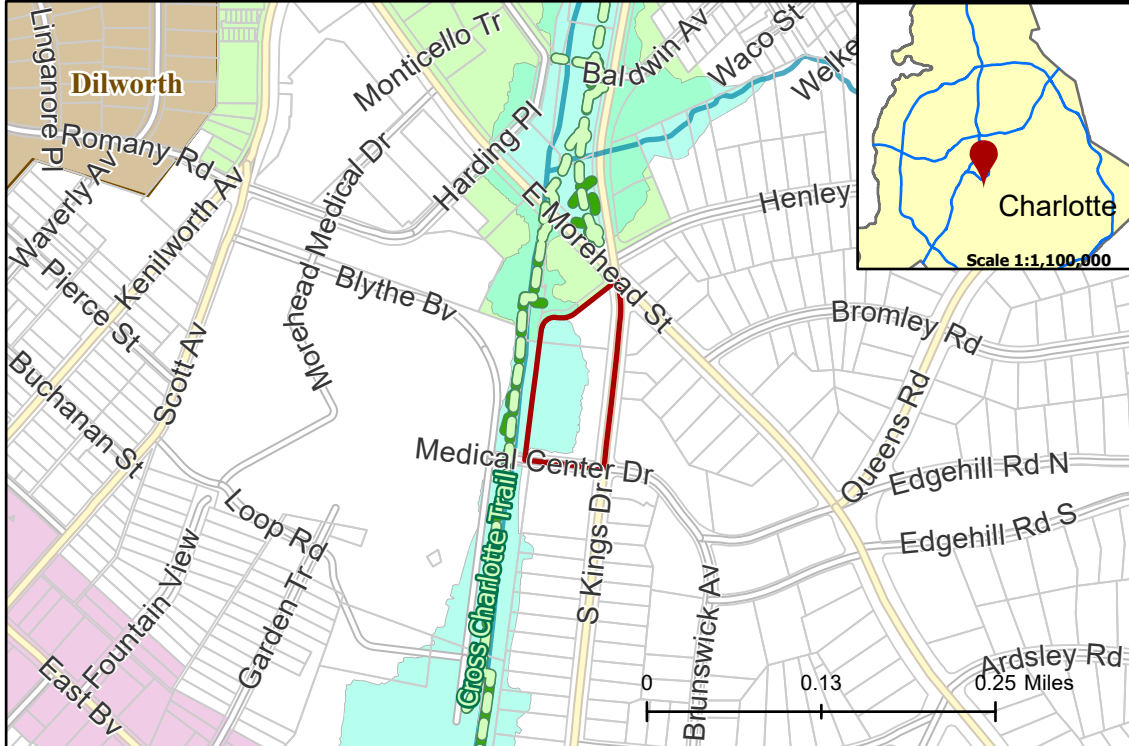 Linganore Pl
Dilworth
Monticello Tr
Baldwin Av
Waco St
Welke
Romany Rd
Waverly Av
Kenilworth Av
Morehead Medical Dr
Harding Pl
E Morehead St
Henley
Charlotte
Scale 1:1,100,000
Pierce St
Blythe Bv
Bromley Rd
Buchanan St
Scott Av
Queens Rd
Medical Center Dr
Edgehill Rd N
Edgehill Rd S
Loop Rd
Cross Charlotte Trail
S Kings Dr
Fountain View
Garden Tr
Brunswick Av
Ardsley Rd
East Bv
0 0.13 0.25 Miles